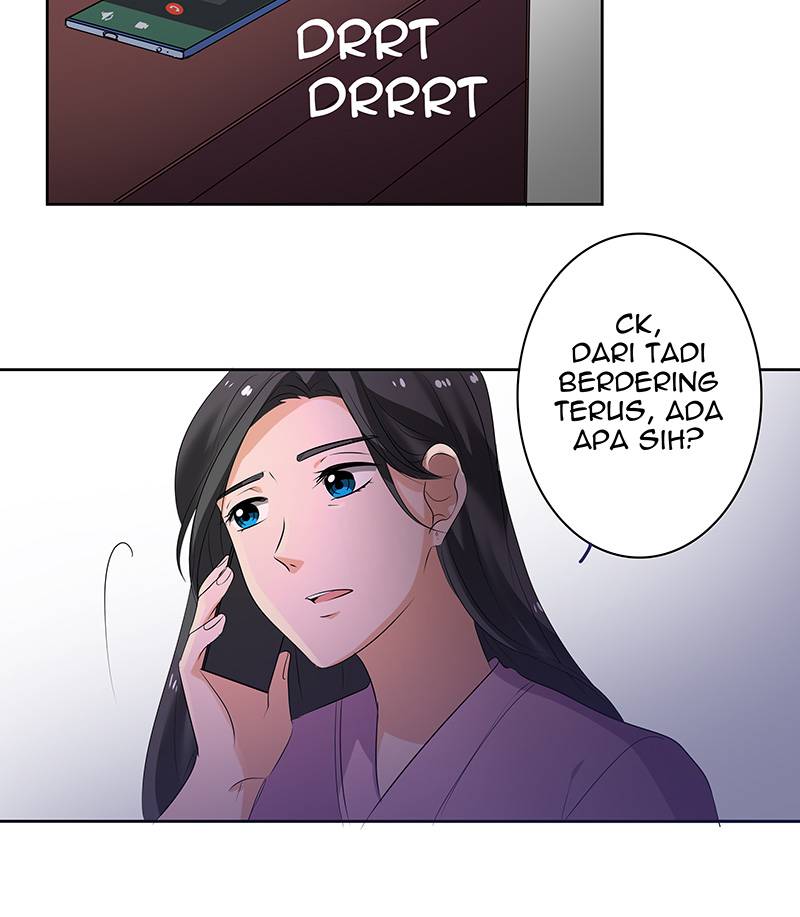 DRRT
DRRRT
CK,
DARI TADI
BERDERING
TERUS, ADA
APA SIH?